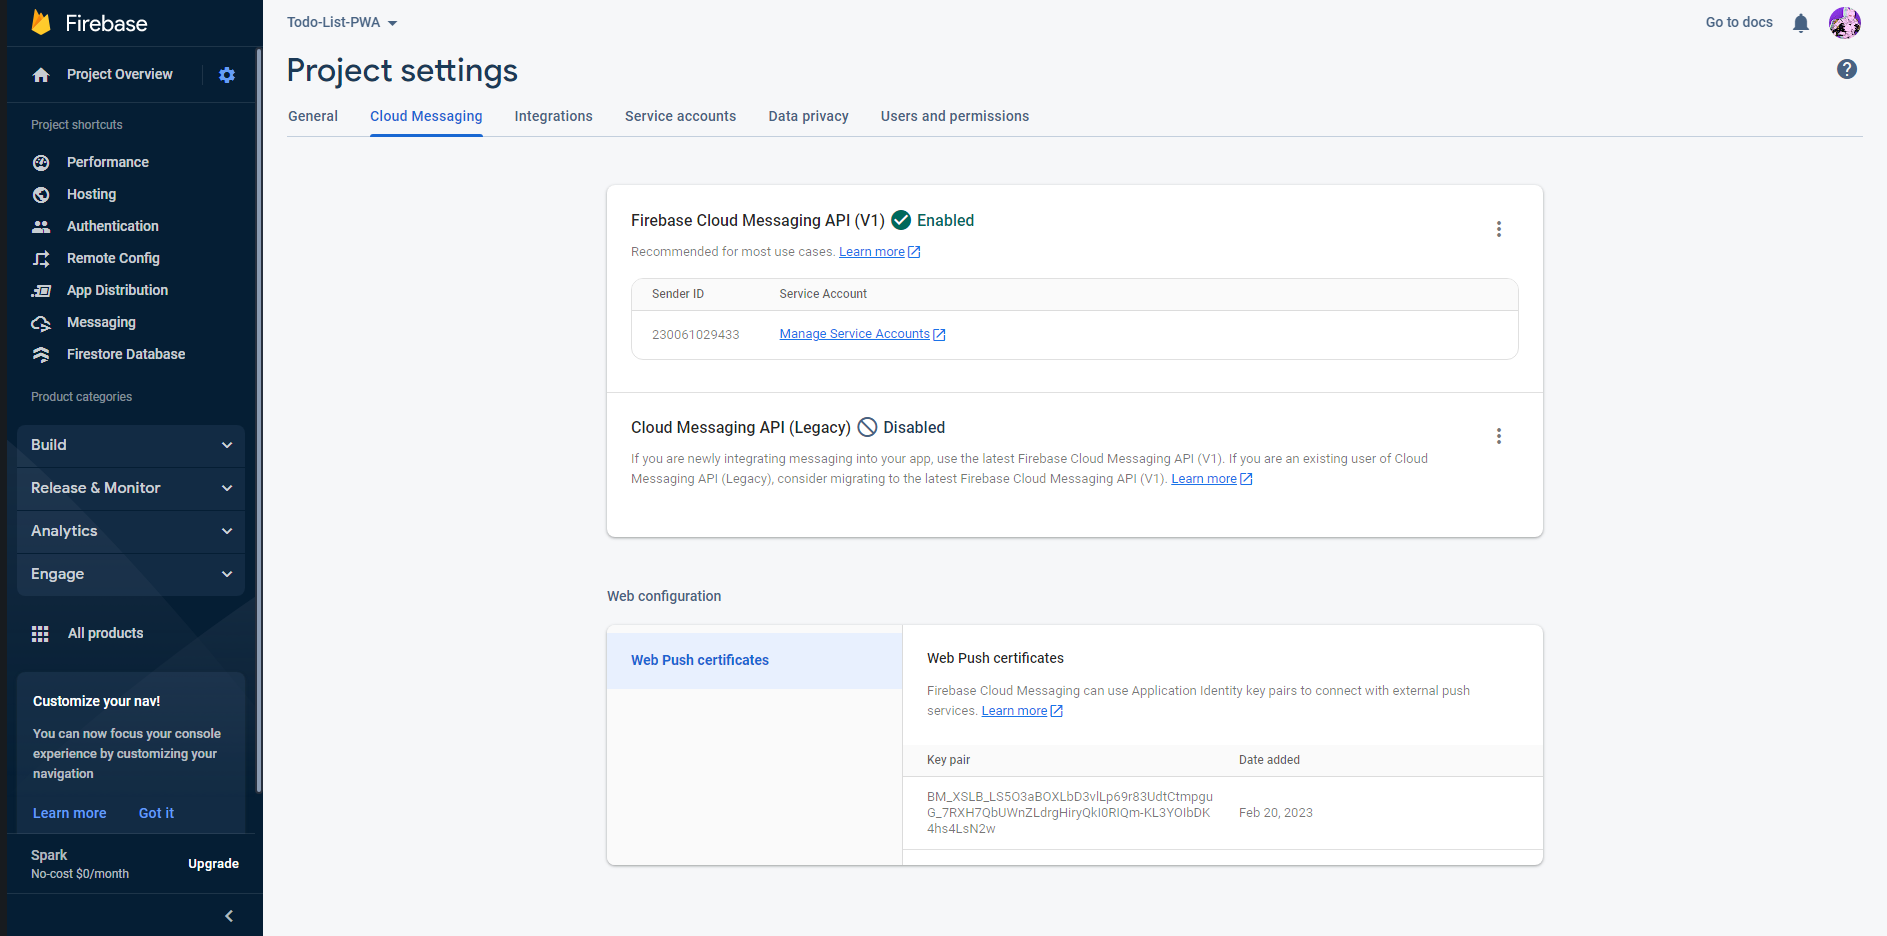 Firebase
Project Overview
Project shortcuts
Performance
Hosting
Authentication
Remote Config
App Distribution
Messaging
Firestore Database
Product categories
Build
Release & Monitor
Analytics
Engage
All products
Customize your nav!
You can now focus your console
experience by customizing your
navigation
Learn more Got it
Spark
No-cost $0/month
Upgrade
Todo-List-PWA
Go to docs
Project settings
General Cloud Messaging Integrations Service accounts Data privacy Users and permissions
Firebase Cloud Messaging API (V1) Enabled
Recommended for most use cases. Learn more
Sender ID Service Account
230061029433 Manage Service Accounts
Cloud Messaging API (Legacy) Disabled
If you are newly integrating messaging into your app, use the latest Firebase Cloud Messaging API (V1). If you are an existing user of Cloud
Messaging API (Legacy), consider migrating to the latest Firebase Cloud Messaging API (V1). Learn more
Web configuration
Web Push certificates
Web Push certificates
Firebase Cloud Messaging can use Application Identity key pairs to connect with external push
services. Learn more
Key pair Date added
BM_XSLB_LS5O3aBOXLbD3vlLp69r83UdtCtmpgu
G_7RXH7QbUWnZLdrgHiryQkI0RIQm-KL3YOIbDK
4hs4LsN2w
Feb 20, 2023